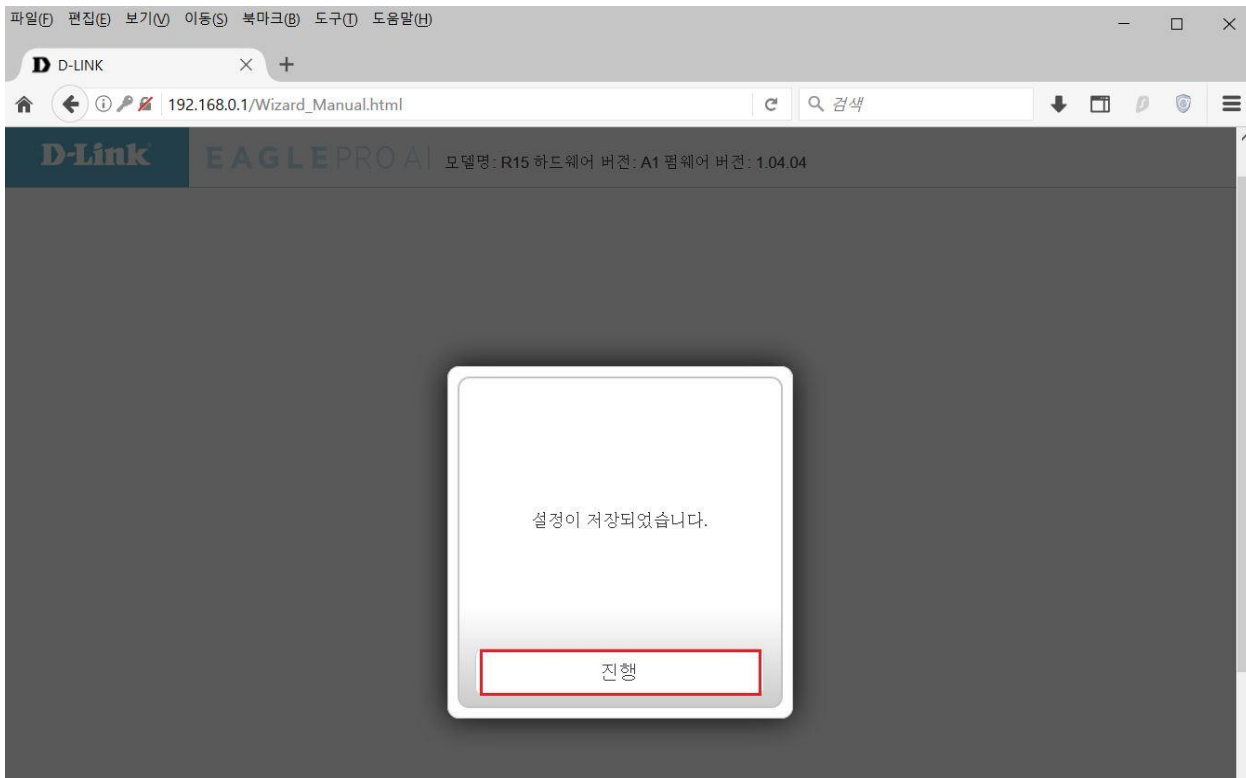 파일(F) 편집(E) 보기(V) 이동(S) 북마크(B) 도구(T) 도움말(H)
D D-LINK
192.168.0.1/Wizard_Manual.html 검색
D-Link EAGLE PRO AI 모델명: R15 하드웨어 버전: A1 펌웨어 버전: 1.04.04
설정이 저장되었습니다.
진행